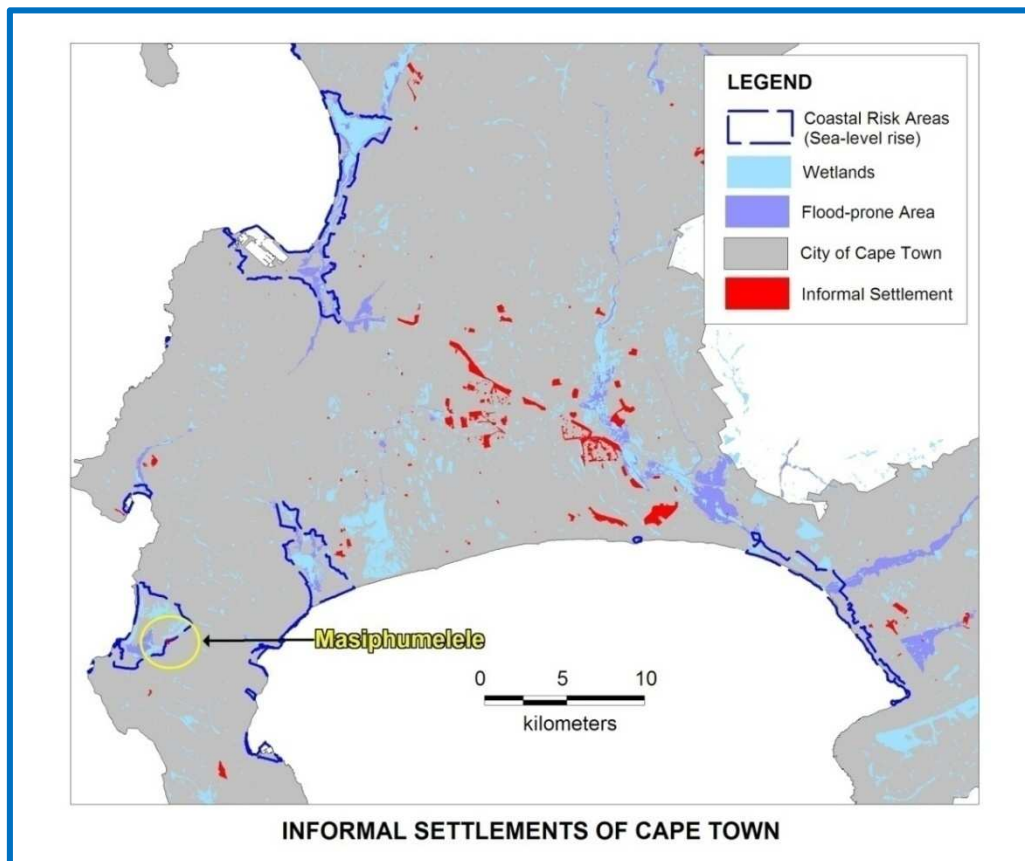 LEGEND
Coastal Risk Areas
(Sea-level rise)
Wetlands
Flood-prone Area
City of Cape Town
Informal Settlement
Masiphumelele
0 5 10
kilometers
INFORMAL SETTLEMENTS OF CAPE TOWN